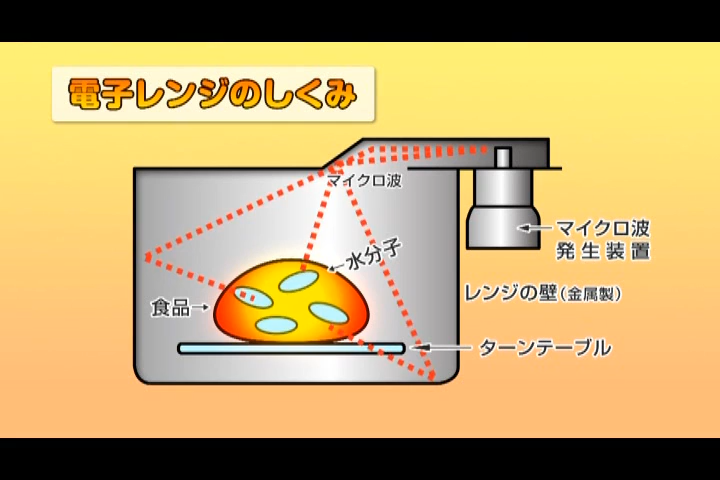 電子レンジのしくみ
マイクロ波
水分子
マイクロ波
発生装置
食品
レンジの壁(金属製)
ターンテーブル